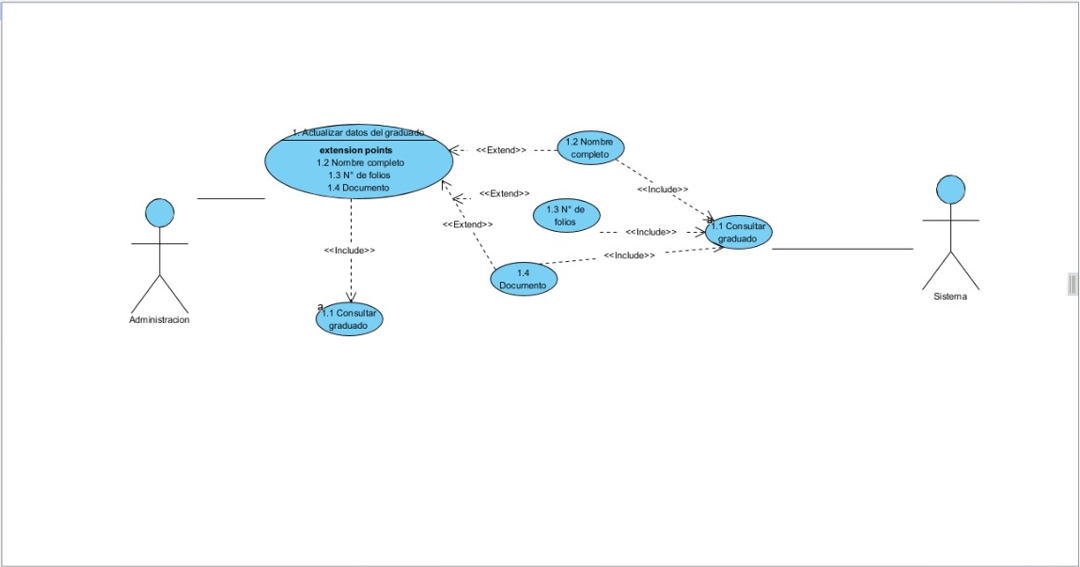 1. Actualizar datos del graduado
extension points
1.2 Nombre completo
1.3 N° de folios
1.4 Documento
<<Extend>>
1.2 Nombre
completo
<<Extend>>
<<Include>>
1.3 N° de
folios
<<Extend>>
<<Include>>
a
1.1 Consultar
graduado
<<Include>>
<<Include>>
1.4
Documento
Sistema
a
1.1 Consultar
graduado
Administracion